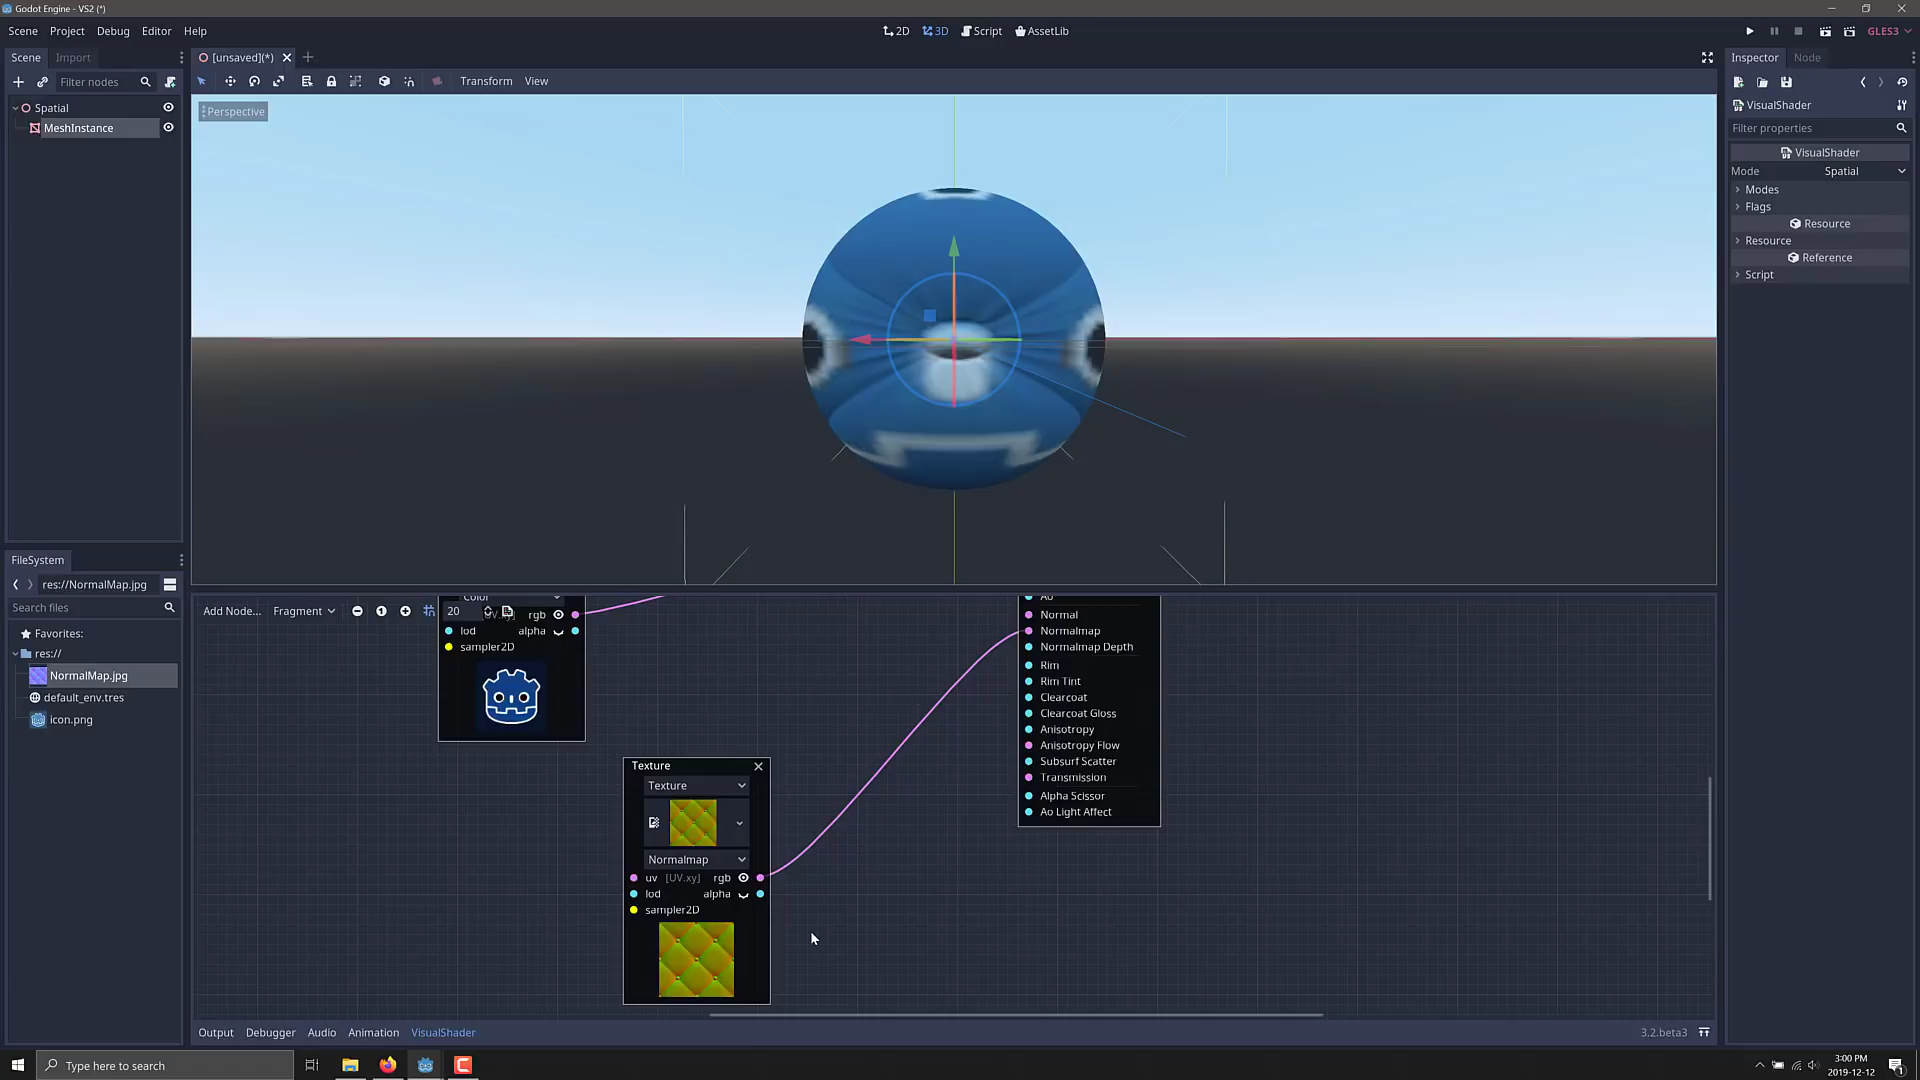 Godot Engine - VS2 (*)
Scene Project Debug Editor Help
2D 3D Script AssetLib
GLES3
Scene Import
[unsaved](*)
Inspector Node
Filter nodes
Transform View
Spatial
MeshInstance
Perspective
VisualShader
Filter properties
VisualShader
Mode Spatial
Modes
Flags
Resource
Resource
Reference
Script
FileSystem
res://NormalMap.jpg
Search files
Favorites:
res://
NormalMap.jpg
default_env.tres
icon.png
Add Node... Fragment 20
Color
rgb
lod alpha
sampler2D
Texture
Texture
Normalmap
uv [UV.xy] rgb
lod alpha
sampler2D
Ao
Normal
Normalmap
Normalmap Depth
Rim
Rim Tint
Clearcoat
Clearcoat Gloss
Anisotropy
Anisotropy Flow
Subsurf Scatter
Transmission
Alpha Scissor
Ao Light Affect
Output Debugger Audio Animation VisualShader
3.2.beta3
Type here to search
3:00 PM
2019-12-12